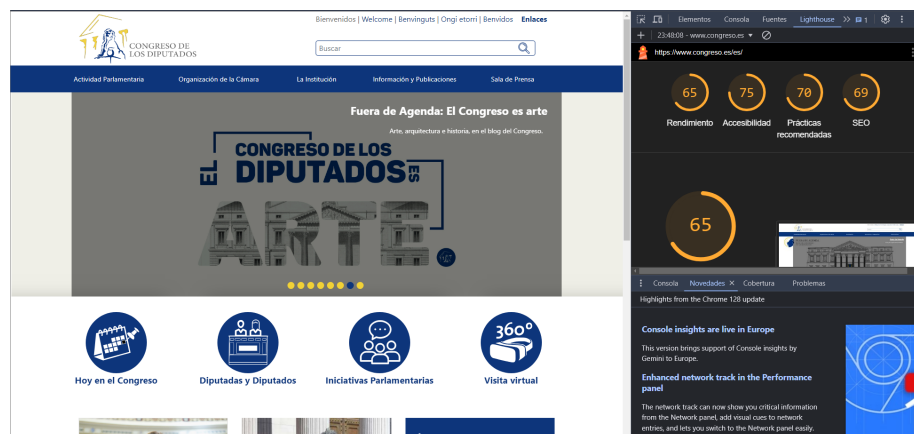 Bienvenidos | Welcome | Benvinguts | Ongi etorri | Benvidos Enlaces
CONGRESO DE
LOS DIPUTADOS
Buscar
Actividad Parlamentaria Organización de la Cámara La Institución Información y Publicaciones Sala de Prensa
Fuera de Agenda: El Congreso es arte
Arte, arquitectura e historia, en el blog del Congreso.
EL CONGRESO DE LOS DIPUTADOS ES
ARTE
Hoy en el Congreso Diputadas y Diputados Iniciativas Parlamentarias 360º Visita virtual
Elementos Consola Fuentes Lighthouse 1
23:48:08 - www.congreso.es
https://www.congreso.es/es/
65 75 70 69
Rendimiento Accesibilidad Prácticas recomendadas SEO
65
Consola Novedades Cobertura Problemas
Highlights from the Chrome 128 update
Console insights are live in Europe
This version brings support of Console insights by
Gemini to Europe.
Enhanced network track in the Performance
panel
The network track can now show you critical information
from the Network panel, add visual cues to network
entries, and lets you switch to the Network panel easily.